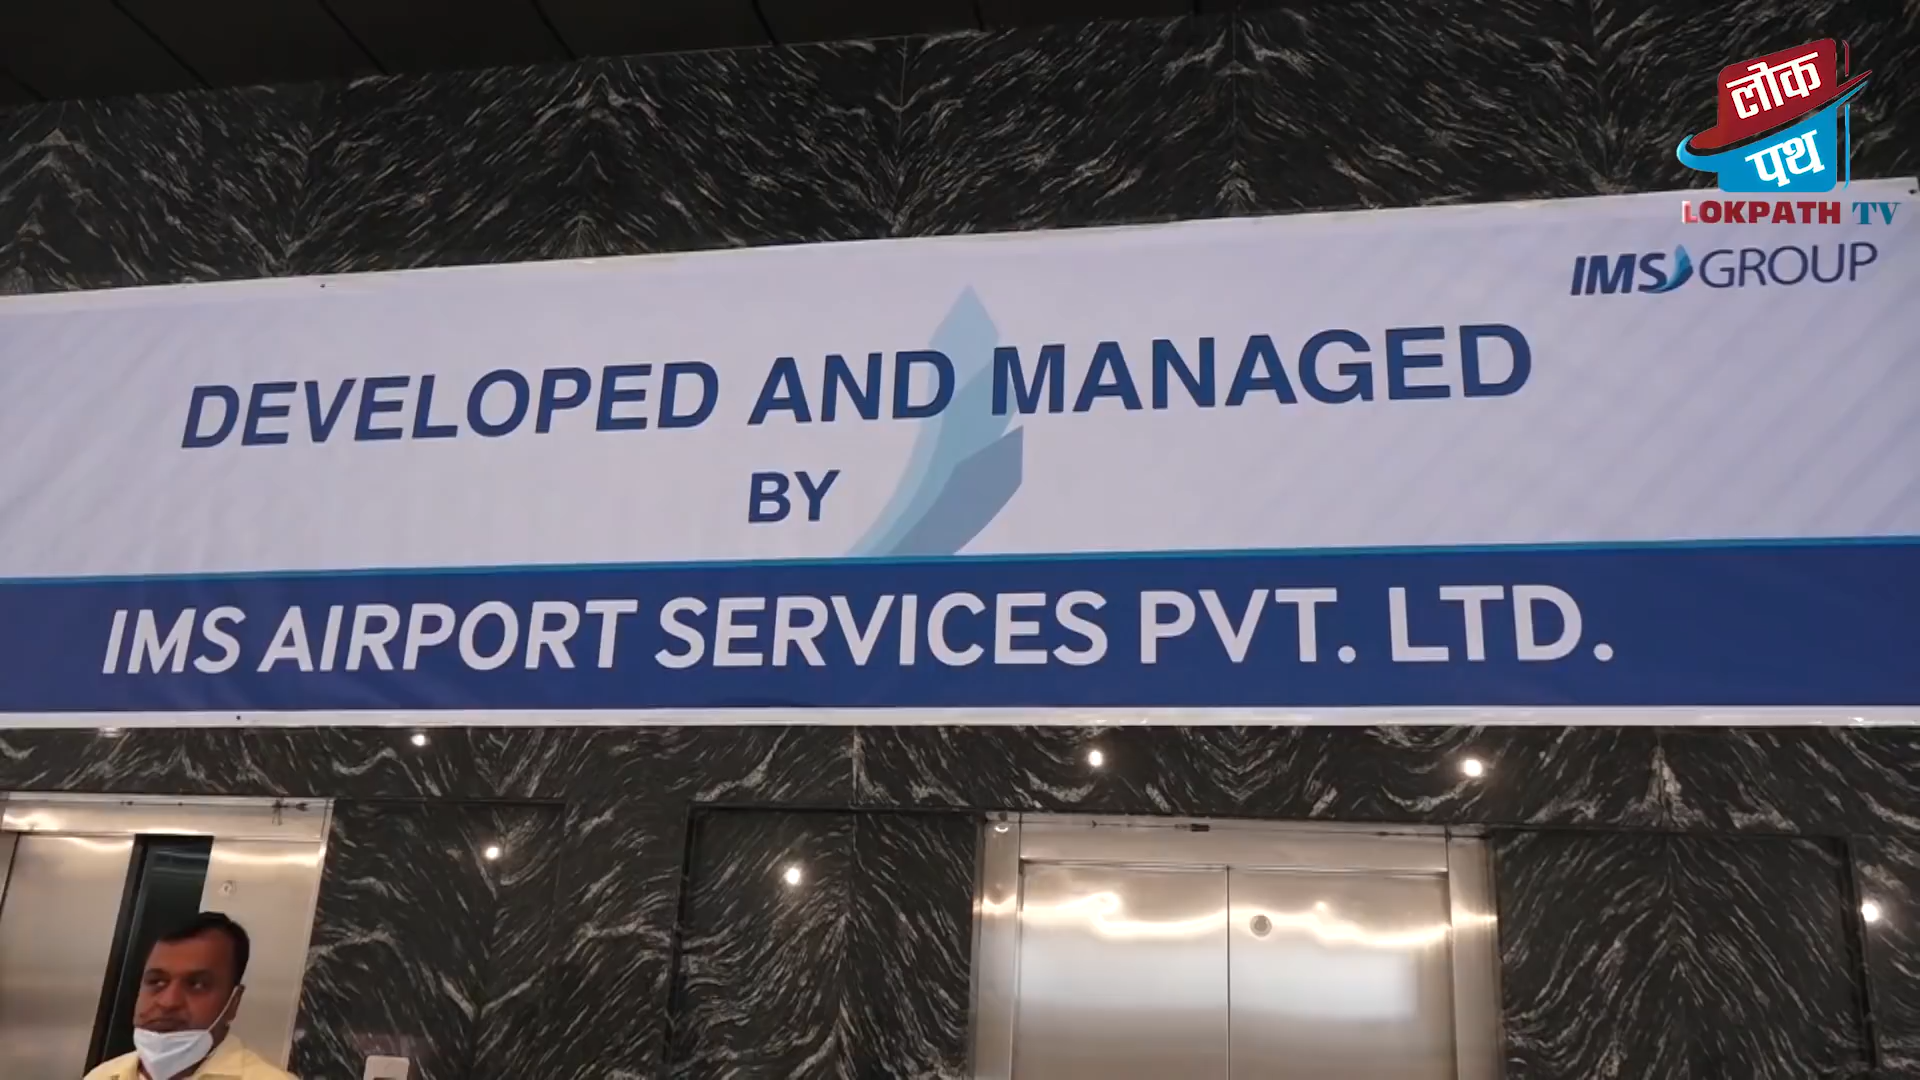 लोक
पथ
LOKPATH TV
IMS GROUP
DEVELOPED AND MANAGED
BY
IMS AIRPORT SERVICES PVT. LTD.